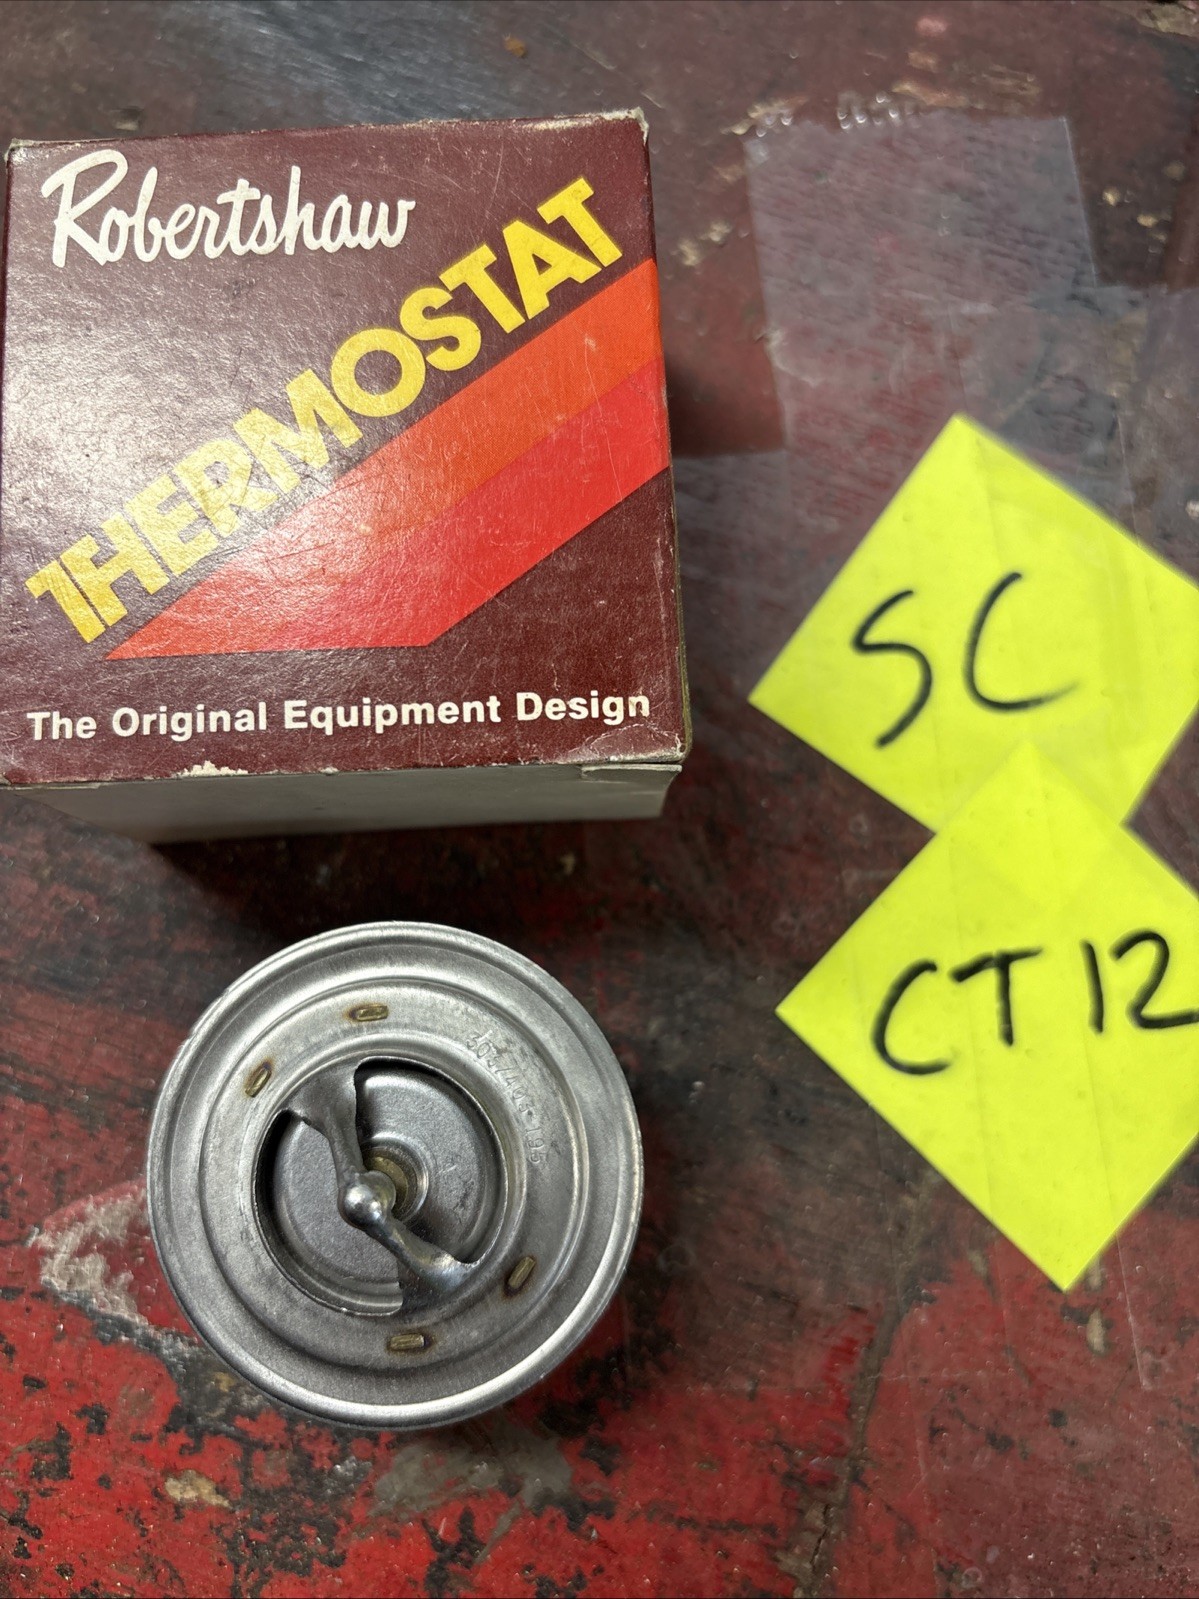 Robertshaw
THERMOSTAT
The Original Equipment Design
SC
CT12